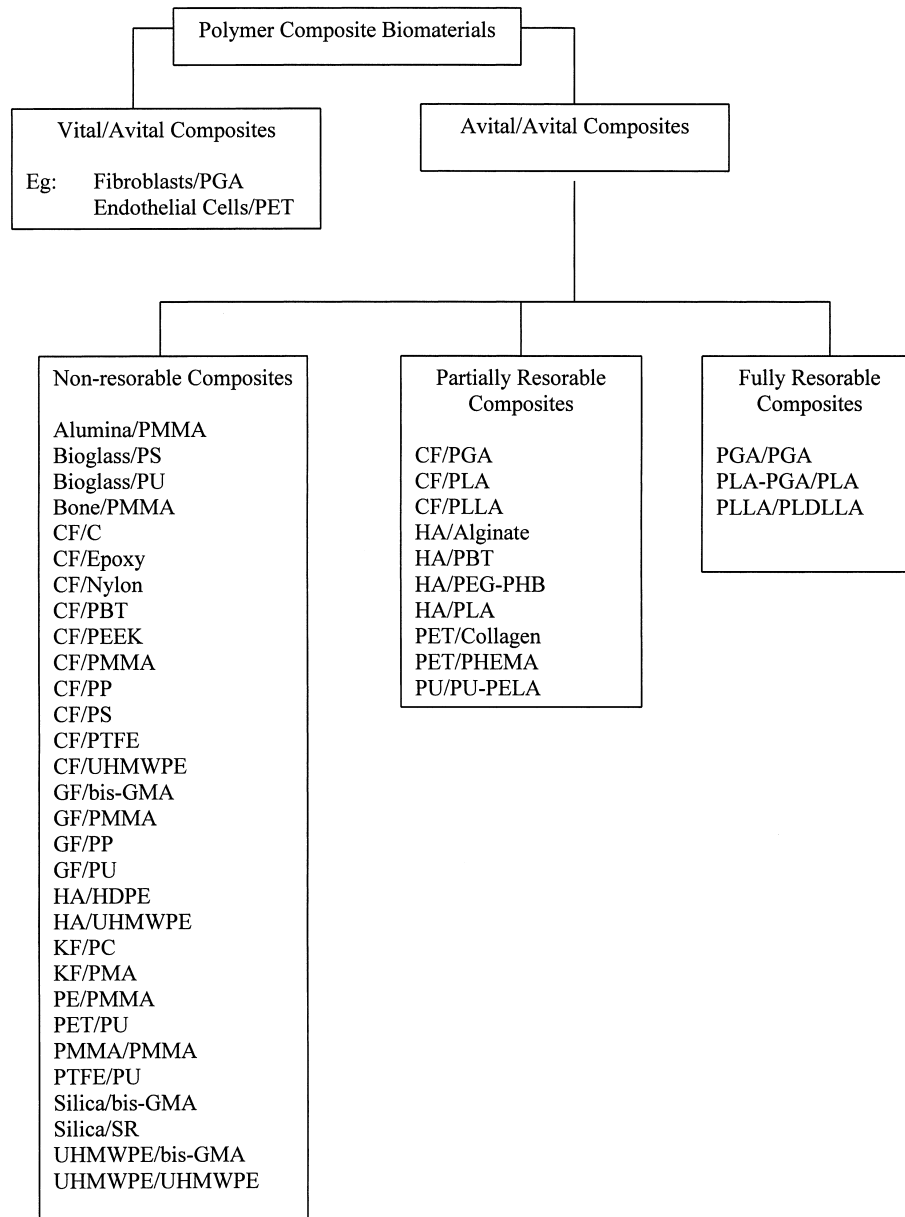 Polymer Composite Biomaterials
Vital/Avital Composites
Eg: Fibroblasts/PGA
Endothelial Cells/PET
Avital/Avital Composites
Non-resorable Composites
Alumina/PMMA
Bioglass/PS
Bioglass/PU
Bone/PMMA
CF/C
CF/Epoxy
CF/Nylon
CF/PBT
CF/PEEK
CF/PMMA
CF/PP
CF/PS
CF/PTFE
CF/UHMWPE
GF/bis-GMA
GF/PMMA
GF/PP
GF/PU
HA/HDPE
HA/UHMWPE
KF/PC
KF/PMA
PE/PMMA
PET/PU
PMMA/PMMA
PTFE/PU
Silica/bis-GMA
Silica/SR
UHMWPE/bis-GMA
UHMWPE/UHMWPE
Partially Resorable
Composites
CF/PGA
CF/PLA
CF/PLLA
HA/Alginate
HA/PBT
HA/PEG-PHB
HA/PLA
PET/Collagen
PET/PHEMA
PU/PU-PELA
Fully Resorable
Composites
PGA/PGA
PLA-PGA/PLA
PLLA/PLDLLA